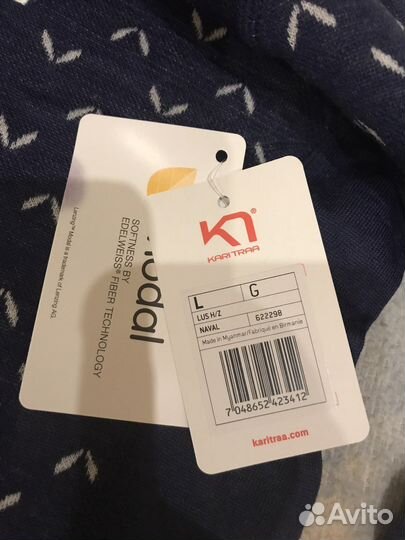 Lenzing™ Modal is a trademark of Lenzing AG.
SOFTNESS BY
EDELWEISS® FIBER TECHNOLOGY
odal
KARI TRAA
L G
LUS H/Z
NAVAL 622298
Made in Myanmar/Fabriqué en Birmanie
7 048652 423412
karitraa.com
Avito